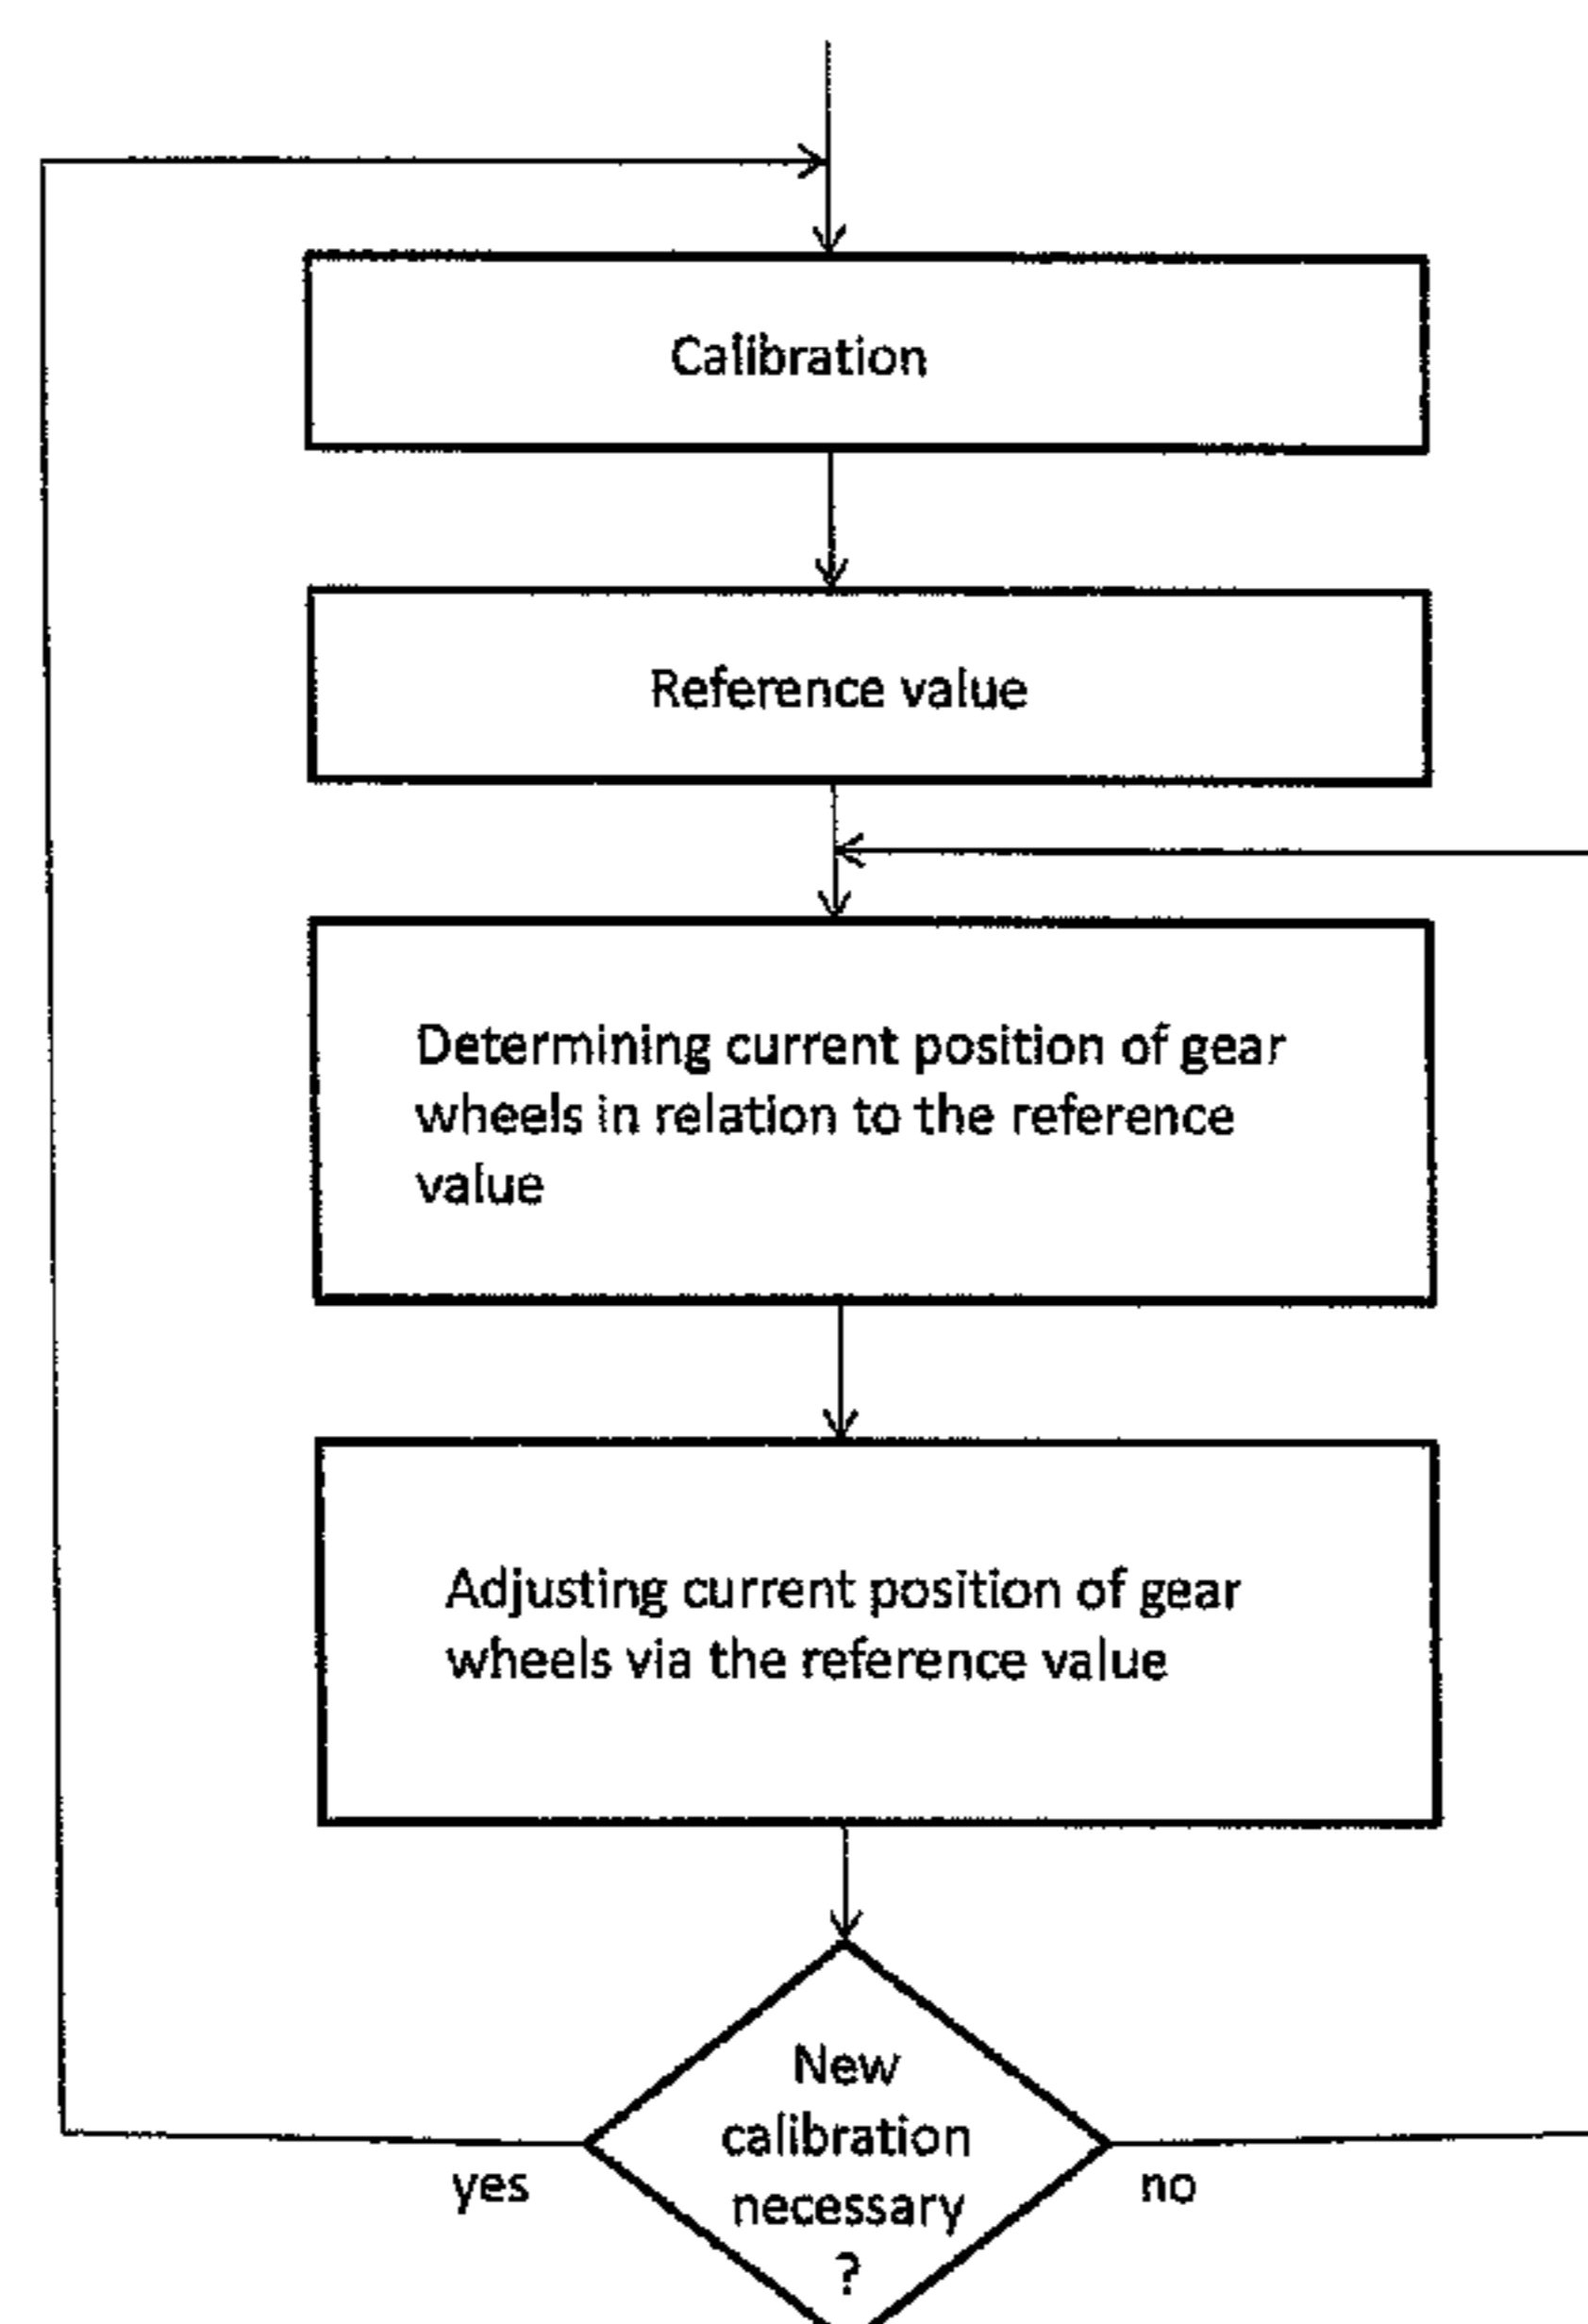 Calibration
Reference value
Determining current position of gear
wheels in relation to the reference
value
Adjusting current position of gear
wheels via the reference value
New
calibration
necessary
?
yes
no